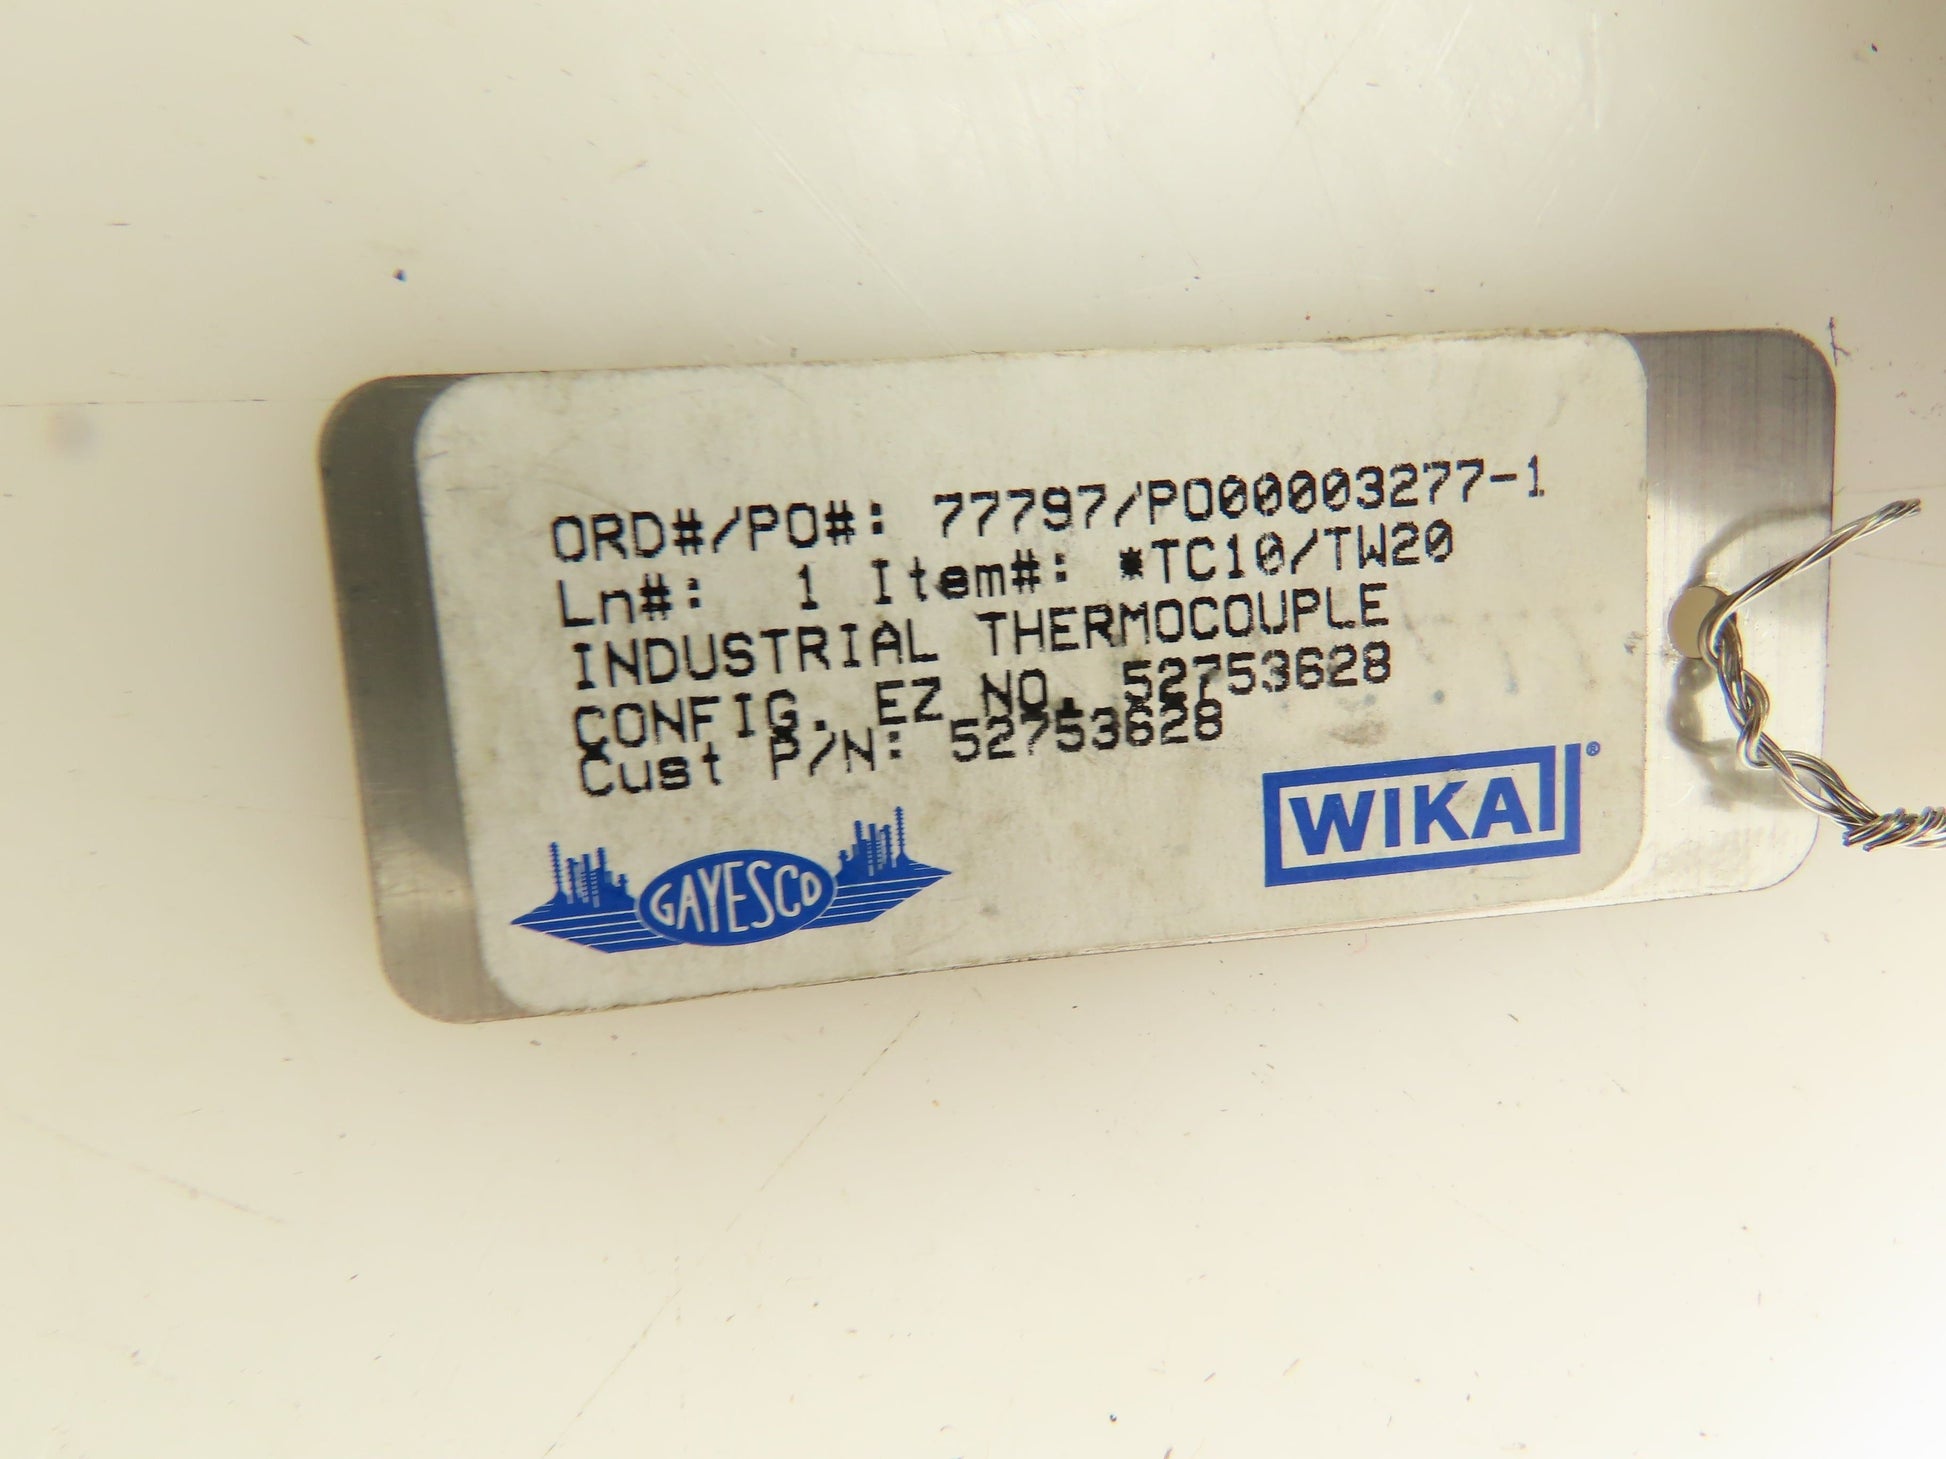 ORD#/PO#: 77797/PO00003277-1
Ln#: 1 Item#: *TC10/TW20
INDUSTRIAL THERMOCOUPLE
CONFIG. EZ NO. 52753628
Cust P/N: 52753628
GAYESCO
WIKA®